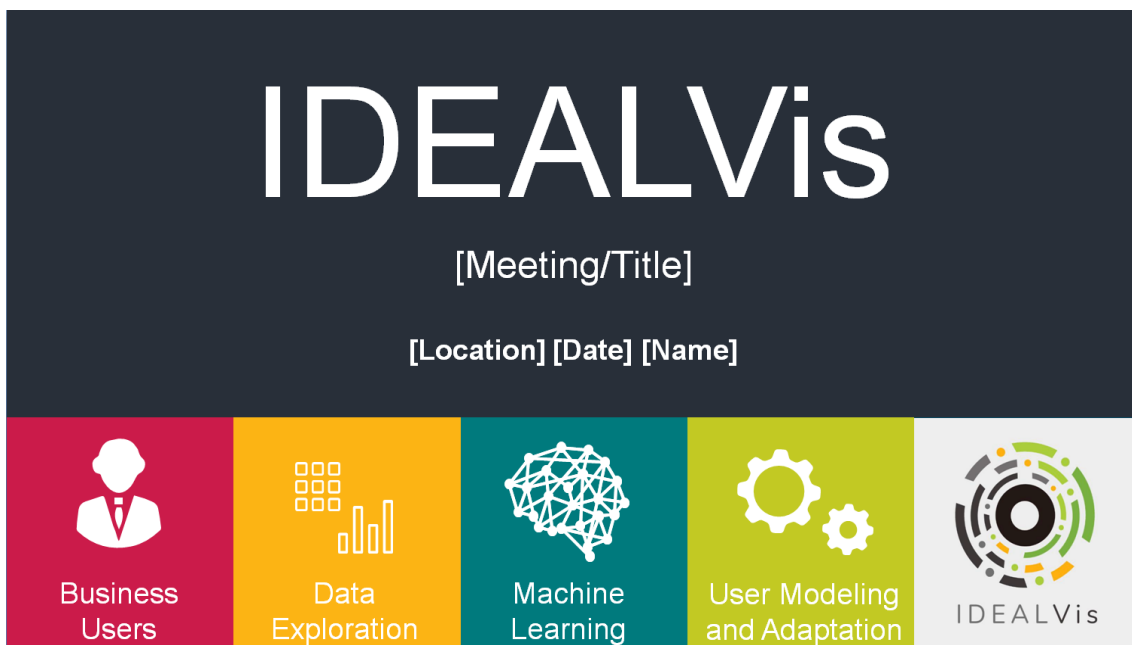 IDEALVis
[Meeting/Title]
[Location] [Date] [Name]
Business
Users
Data
Exploration
Machine
Learning
User Modeling
and Adaptation
IDEALVis